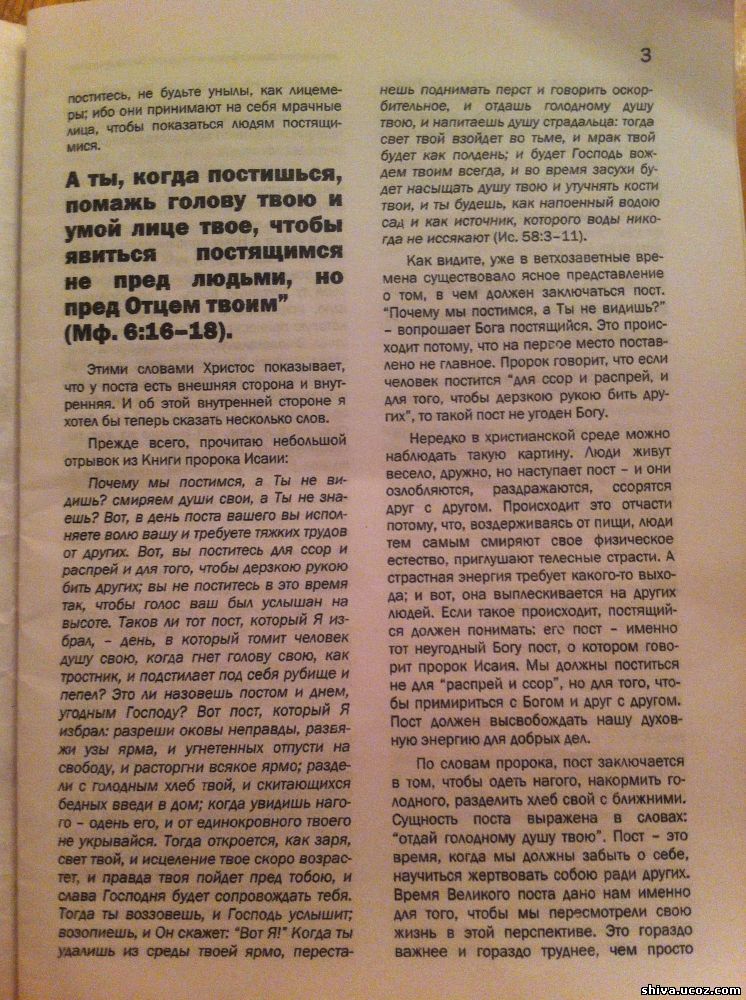 3
поститесь, не будьте унылы, как лицеме-
ры; ибо они принимают на себя мрачные
лица, чтобы показаться людям постящи-
мися.
А ты, когда постишься,
помажь голову твою и
умой лице твое, чтобы
явиться постящимся
не пред людьми, но
пред Отцем твоим"
(Мф. 6:16–18).
Этими словами Христос показывает,
что у поста есть внешняя сторона и внут-
ренняя. И об этой внутренней стороне я
хотел бы теперь сказать несколько слов.
Прежде всего, прочитаю небольшой
отрывок из Книги пророка Исаии:
Почему мы постимся, а Ты не ви-
дишь? смиряем души свои, а Ты не зна-
ешь? Вот, в день поста вашего вы испол-
няете волю вашу и требуете тяжких трудов
от других. Вот, вы поститесь для ссор и
распрей и для того, чтобы дерзкою рукою
бить других; вы не поститесь в это время
так, чтобы голос ваш был услышан на
высоте. Таков ли тот пост, который Я из-
брал, – день, в который томит человек
душу свою, когда гнет голову свою, как
тростник, и подстилает под себя рубище и
пепел? Это ли назовешь постом и днем,
угодным Господу? Вот пост, который Я
избрал: разреши оковы неправды, развя-
жи узы ярма, и угнетенных отпусти на
свободу, и расторгни всякое ярмо; разде-
ли с голодным хлеб твой, и скитающихся
бедных введи в дом; когда увидишь наго-
го – одень его, и от единокровного твоего
не укрывайся. Тогда откроется, как заря,
свет твой, и исцеление твое скоро возрас-
тет, и правда твоя пойдет пред тобою, и
слава Господня будет сопровождать тебя.
Тогда ты воззовешь, и Господь услышит;
возопиешь, и Он скажет: "Вот Я!" Когда ты
удалишь из среды твоей ярмо, переста-
нешь поднимать перст и говорить оскор-
бительное, и отдашь голодному душу
твою, и напитаешь душу страдальца: тогда
свет твой взойдет во тьме, и мрак твой
будет как полдень; и будет Господь вож-
дем твоим всегда, и во время засухи бу-
дет насыщать душу твою и утучнять кости
твои, и ты будешь, как напоенный водою
сад и как источник, которого воды нико-
гда не иссякают (Ис. 58:3–11).
Как видите, уже в ветхозаветные вре-
мена существовало ясное представление
о том, в чем должен заключаться пост.
"Почему мы постимся, а Ты не видишь?"
– вопрошает Бога постящийся. Это проис-
ходит потому, что на первое место постав-
лено не главное. Пророк говорит, что если
человек постится "для ссор и распрей, и
для того, чтобы дерзкою рукою бить дру-
гих", то такой пост не угоден Богу.
Нередко в христианской среде можно
наблюдать такую картину. Люди живут
весело, дружно, но наступает пост – и они
озлобляются, раздражаются, ссорятся
друг с другом. Происходит это отчасти
потому, что, воздерживаясь от пищи, люди
тем самым смиряют свое физическое
естество, приглушают телесные страсти. А
страстная энергия требует какого-то выхо-
да; и вот, она выплескивается на других
людей. Если такое происходит, постящий-
ся должен понимать: его пост – именно
тот неугодный Богу пост, о котором гово-
рит пророк Исаия. Мы должны поститься
не для "распрей и ссор", но для того, что-
бы примириться с Богом и друг с другом.
Пост должен высвобождать нашу духов-
ную энергию для добрых дел.
По словам пророка, пост заключается
в том, чтобы одеть нагого, накормить го-
лодного, разделить хлеб свой с ближними.
Сущность поста выражена в словах:
"отдай голодному душу твою". Пост – это
время, когда мы должны забыть о себе,
научиться жертвовать собою ради других.
Время Великого поста дано нам именно
для того, чтобы мы пересмотрели свою
жизнь в этой перспективе. Это гораздо
важнее и гораздо труднее, чем просто
shiva.ucoz.com